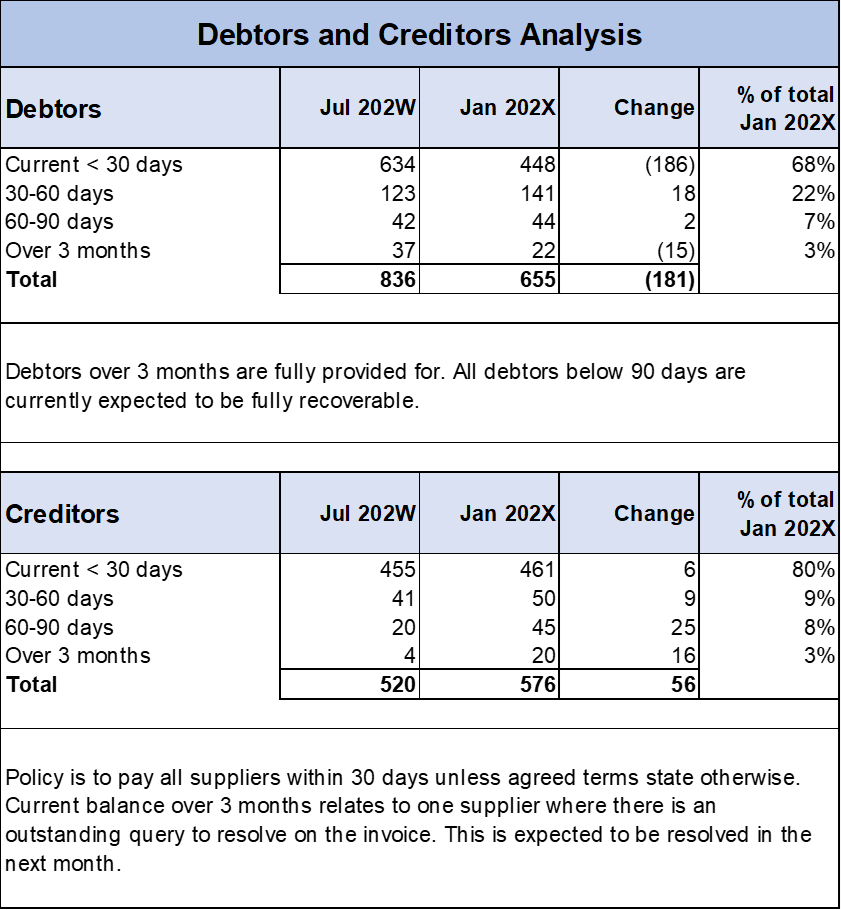 Debtors and Creditors Analysis
Debtors Jul 202W Jan 202X Change % of total Jan 202X
Current < 30 days 634 448 (186) 68%
30-60 days 123 141 18 22%
60-90 days 42 44 2 7%
Over 3 months 37 22 (15) 3%
Total 836 655 (181)
Debtors over 3 months are fully provided for. All debtors below 90 days are
currently expected to be fully recoverable.
Creditors Jul 202W Jan 202X Change % of total Jan 202X
Current < 30 days 455 461 6 80%
30-60 days 41 50 9 9%
60-90 days 20 45 25 8%
Over 3 months 4 20 16 3%
Total 520 576 56
Policy is to pay all suppliers within 30 days unless agreed terms state otherwise.
Current balance over 3 months relates to one supplier where there is an
outstanding query to resolve on the invoice. This is expected to be resolved in the
next month.